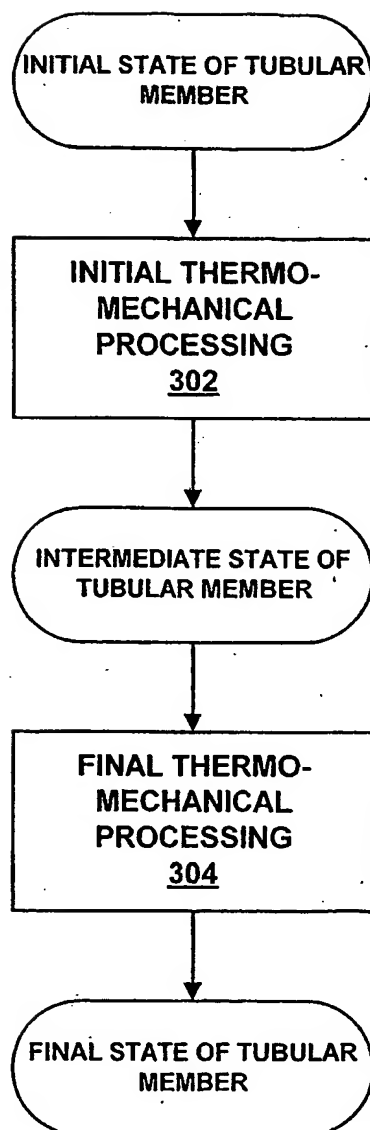 INITIAL STATE OF TUBULAR
MEMBER
INITIAL THERMO-
MECHANICAL
PROCESSING
302
INTERMEDIATE STATE OF
TUBULAR MEMBER
FINAL THERMO-
MECHANICAL
PROCESSING
304
FINAL STATE OF TUBULAR
MEMBER